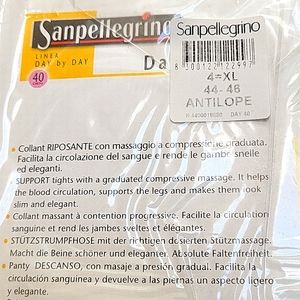 Sanpellegrino
LINEA
DAY by DAY
40
Da
Sanpellegrino
8300122122997
4=XL
44-46
ANTILOPE
DAY 40
• Collant RIPOSANTE con massaggio a compressione graduata.
Facilita la circolazione del sangue e rende le gambe snelle
ed eleganti.
SUPPORT tights with a graduated compressive massage. It helps
the blood circulation, supports the legs and makes them look
slim and elegant.
• Collant massant à contention progressive. Facilite la circulation
sanguine et rend les jambes sveltes et élégantes.
• STÜTZSTRUMPFHOSE mit der richtigen dosierten Stützmassage.
Macht die Beine schöner und eleganter. Absolute Faltenfreiheit.
• Panty DESCANSO, con masaje a presión gradual. Facilita la
circulación sanguinea y devuelve a las piernas un aspecto ligero
y elegante.